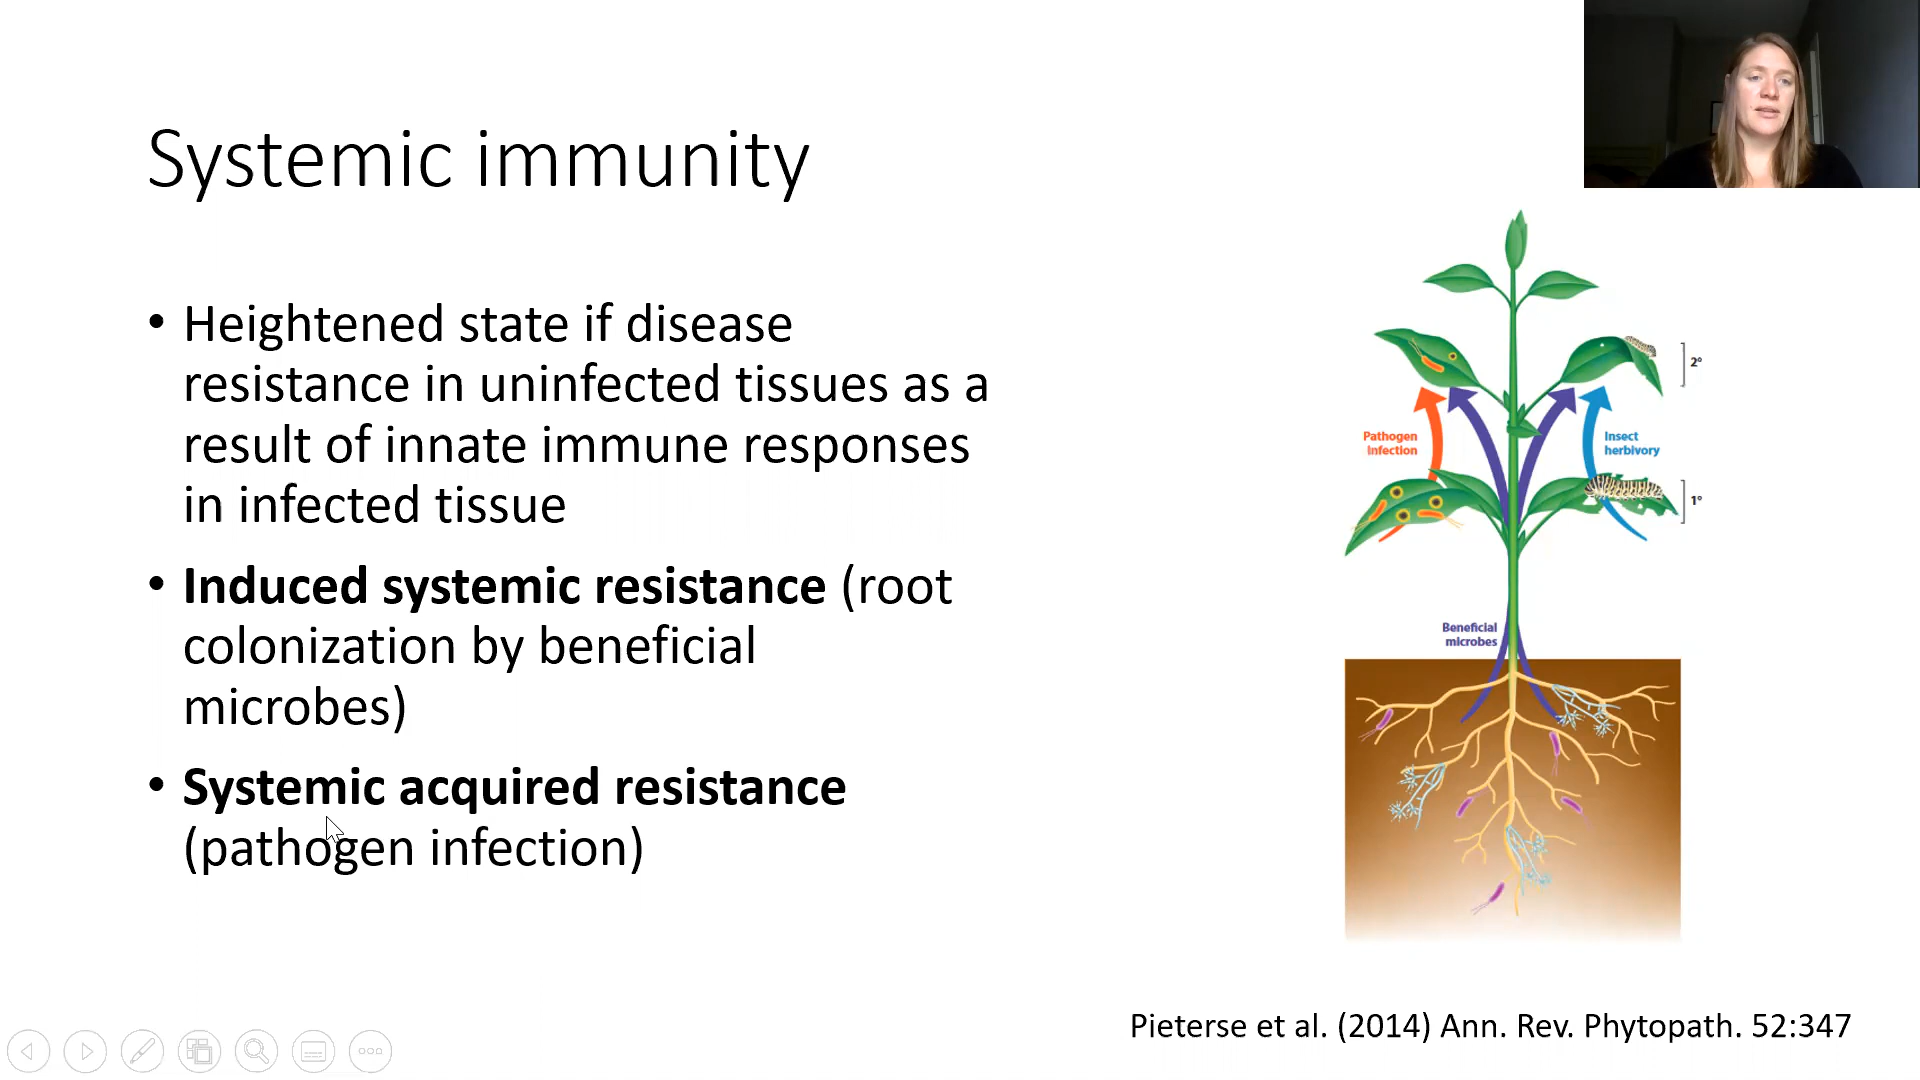 Systemic immunity
• Heightened state if disease
resistance in uninfected tissues as a
result of innate immune responses
in infected tissue
• Induced systemic resistance (root
colonization by beneficial
microbes)
• Systemic acquired resistance
(pathogen infection)
2°
Pathogen
infection
Insect
herbivory
1°
Beneficial
microbes
Pieterse et al. (2014) Ann. Rev. Phytopath. 52:347